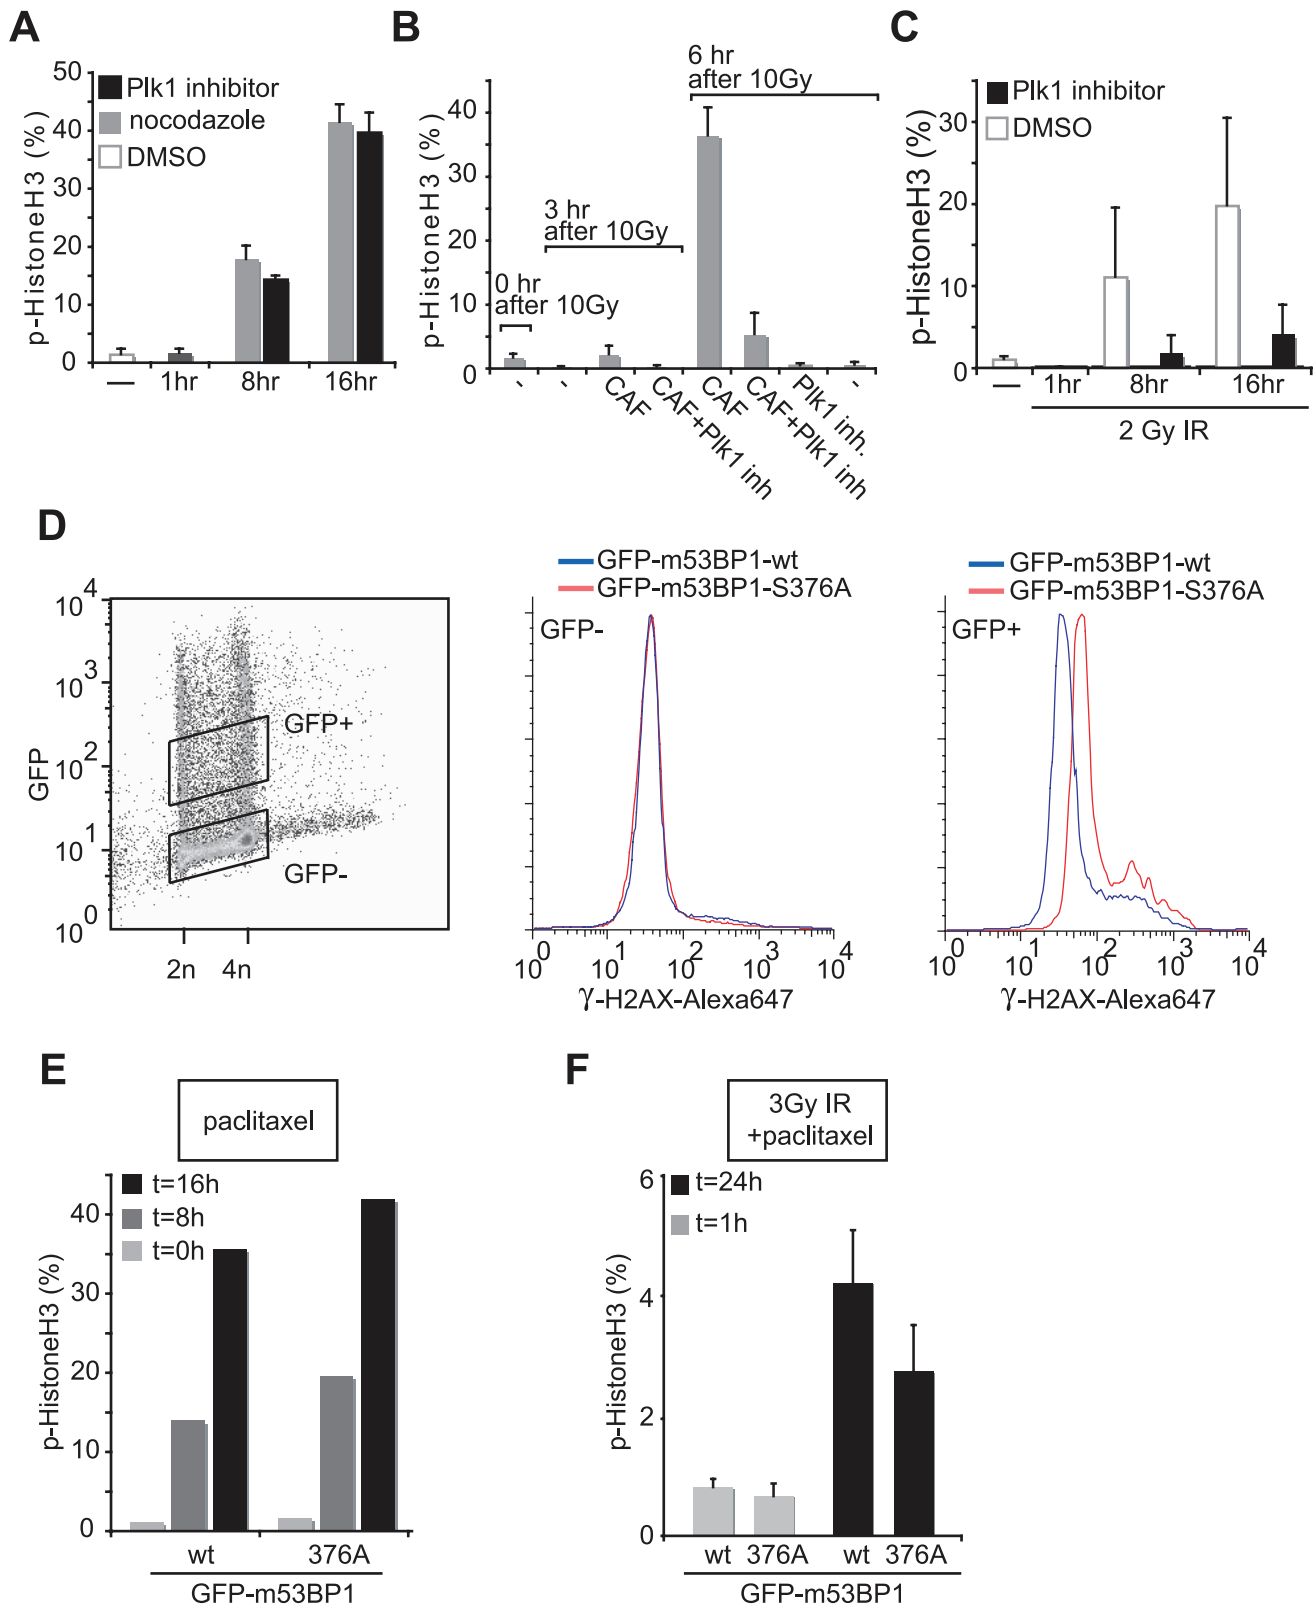 A
p-HistoneH3 (%)
50
40
30
20
10
0
Plk1 inhibitor
nocodazole
DMSO
—
1hr
8hr
16hr
B
p-HistoneH3 (%)
40
30
20
10
0
0 hr
after 10Gy
3 hr
after 10Gy
6 hr
after 10Gy
-
-
CAF
CAF+Plk1 inh
CAF
CAF+Plk1 inh
Plk1 inh.
-
C
p-HistoneH3 (%)
30
20
10
0
Plk1 inhibitor
DMSO
—
1hr
8hr
16hr
2 Gy IR
D
GFP
10^4
10^3
10^2
10^1
10^0
GFP+
GFP-
2n
4n
GFP-m53BP1-wt
GFP-m53BP1-S376A
GFP-
10^0 10^1 10^2 10^3 10^4
γ-H2AX-Alexa647
GFP-m53BP1-wt
GFP-m53BP1-S376A
GFP+
10^0 10^1 10^2 10^3 10^4
γ-H2AX-Alexa647
E
paclitaxel
p-HistoneH3 (%)
40
30
20
10
0
t=16h
t=8h
t=0h
wt
376A
GFP-m53BP1
F
3Gy IR
+paclitaxel
p-HistoneH3 (%)
6
4
2
0
t=24h
t=1h
wt 376A wt 376A
GFP-m53BP1